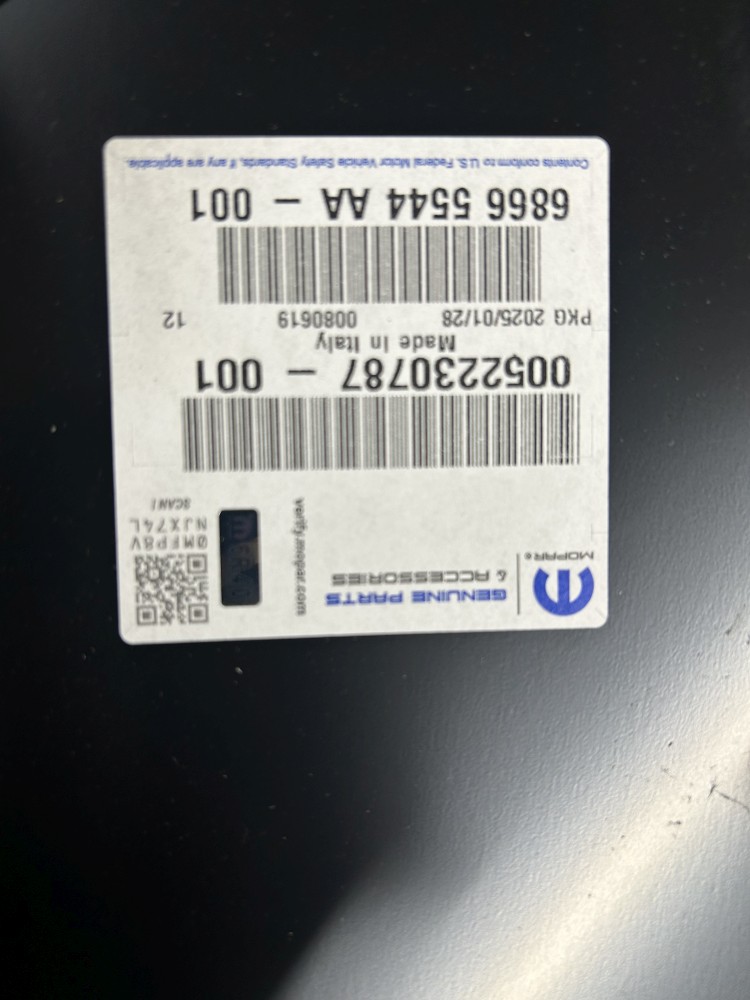 MOPAR®
GENUINE PARTS
& ACCESSORIES
verify.mopar.com
0MFP8V
NJX74L
SCAN!
0052230787 - 001
Made in Italy
PKG 2025/01/28 0080619 12
6866 5544 AA - 001
Contents conform to U.S. Federal Motor Vehicle Safety Standards, if any are applicable.